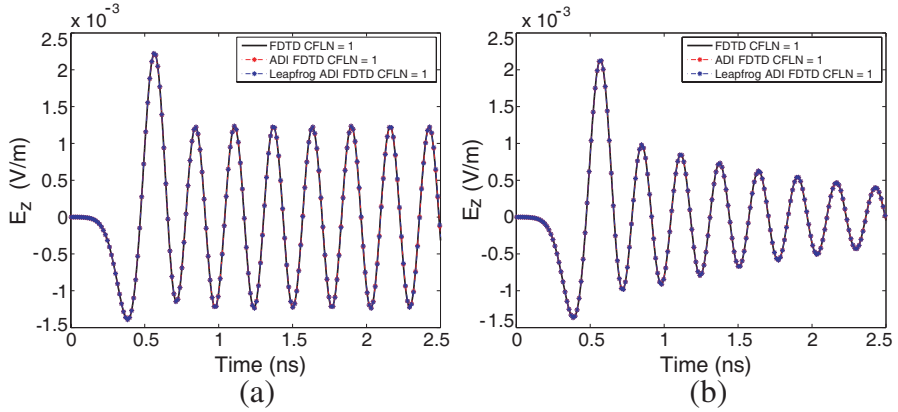 x 10^-3
2.5
2
1.5
1
0.5
0
-0.5
-1
-1.5
E_z (V/m)
FDTD CFLN = 1
ADI FDTD CFLN = 1
Leapfrog ADI FDTD CFLN = 1
0 0.5 1 1.5 2 2.5
Time (ns)
(a)
x 10^-3
2.5
2
1.5
1
0.5
0
-0.5
-1
-1.5
E_z (V/m)
FDTD CFLN = 1
ADI FDTD CFLN = 1
Leapfrog ADI FDTD CFLN = 1
0 0.5 1 1.5 2 2.5
Time (ns)
(b)